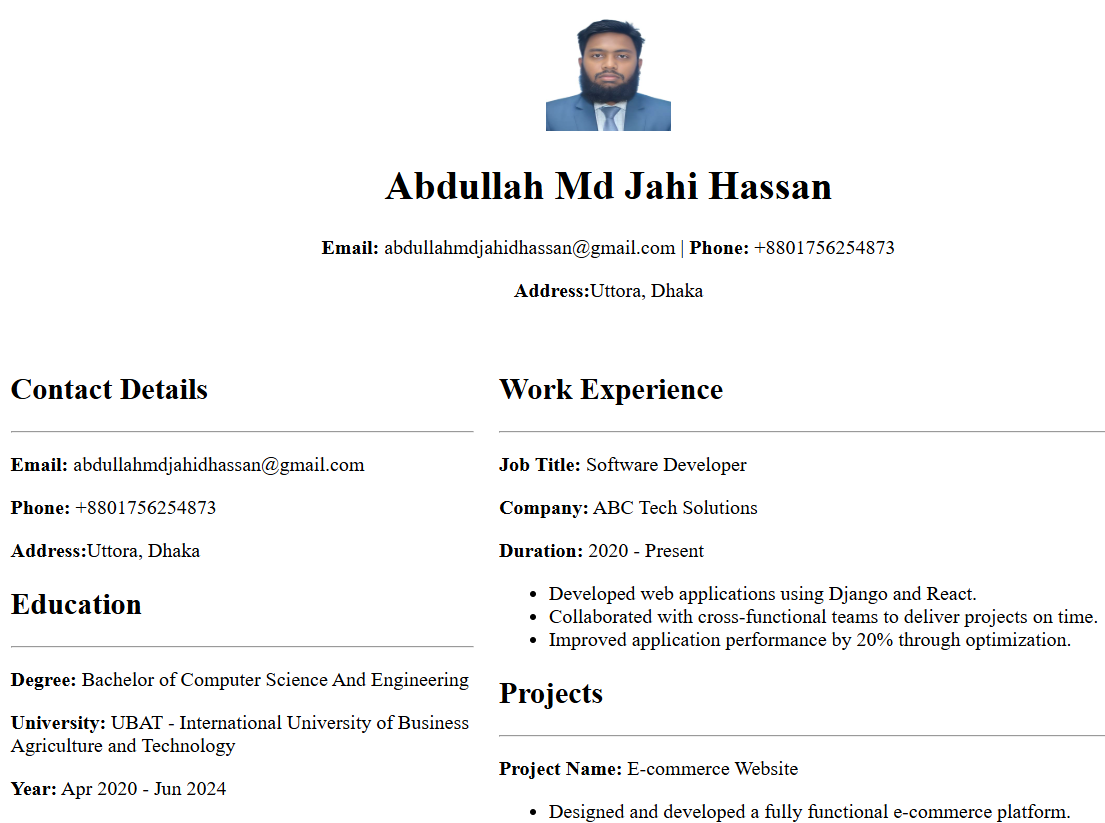 Abdullah Md Jahi Hassan
Email: abdullahmdjahidhassan@gmail.com | Phone: +8801756254873
Address:Uttora, Dhaka
Contact Details
Email: abdullahmdjahidhassan@gmail.com
Phone: +8801756254873
Address:Uttora, Dhaka
Education
Degree: Bachelor of Computer Science And Engineering
University: UBAT - International University of Business
Agriculture and Technology
Year: Apr 2020 - Jun 2024
Work Experience
Job Title: Software Developer
Company: ABC Tech Solutions
Duration: 2020 - Present
• Developed web applications using Django and React.
• Collaborated with cross-functional teams to deliver projects on time.
• Improved application performance by 20% through optimization.
Projects
Project Name: E-commerce Website
• Designed and developed a fully functional e-commerce platform.